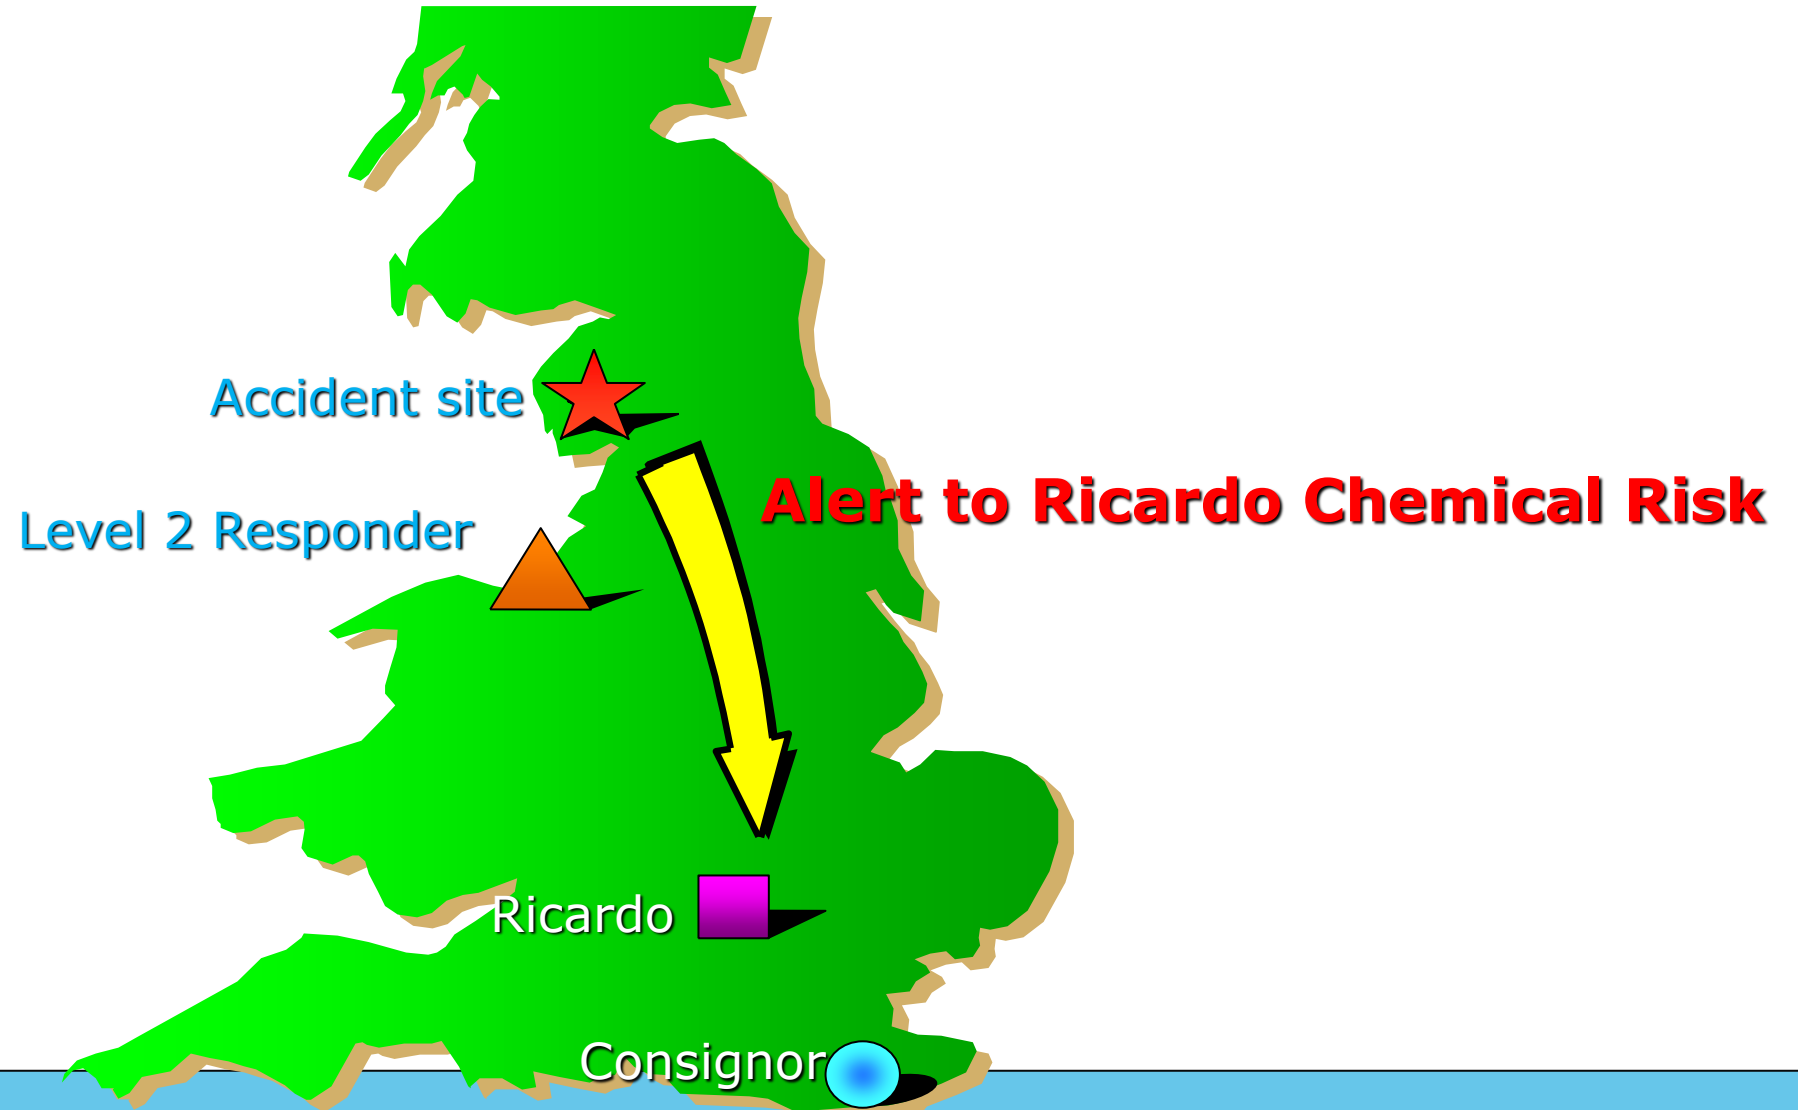 Accident site
Alert to Ricardo Chemical Risk
Level 2 Responder
Ricardo
Consignor